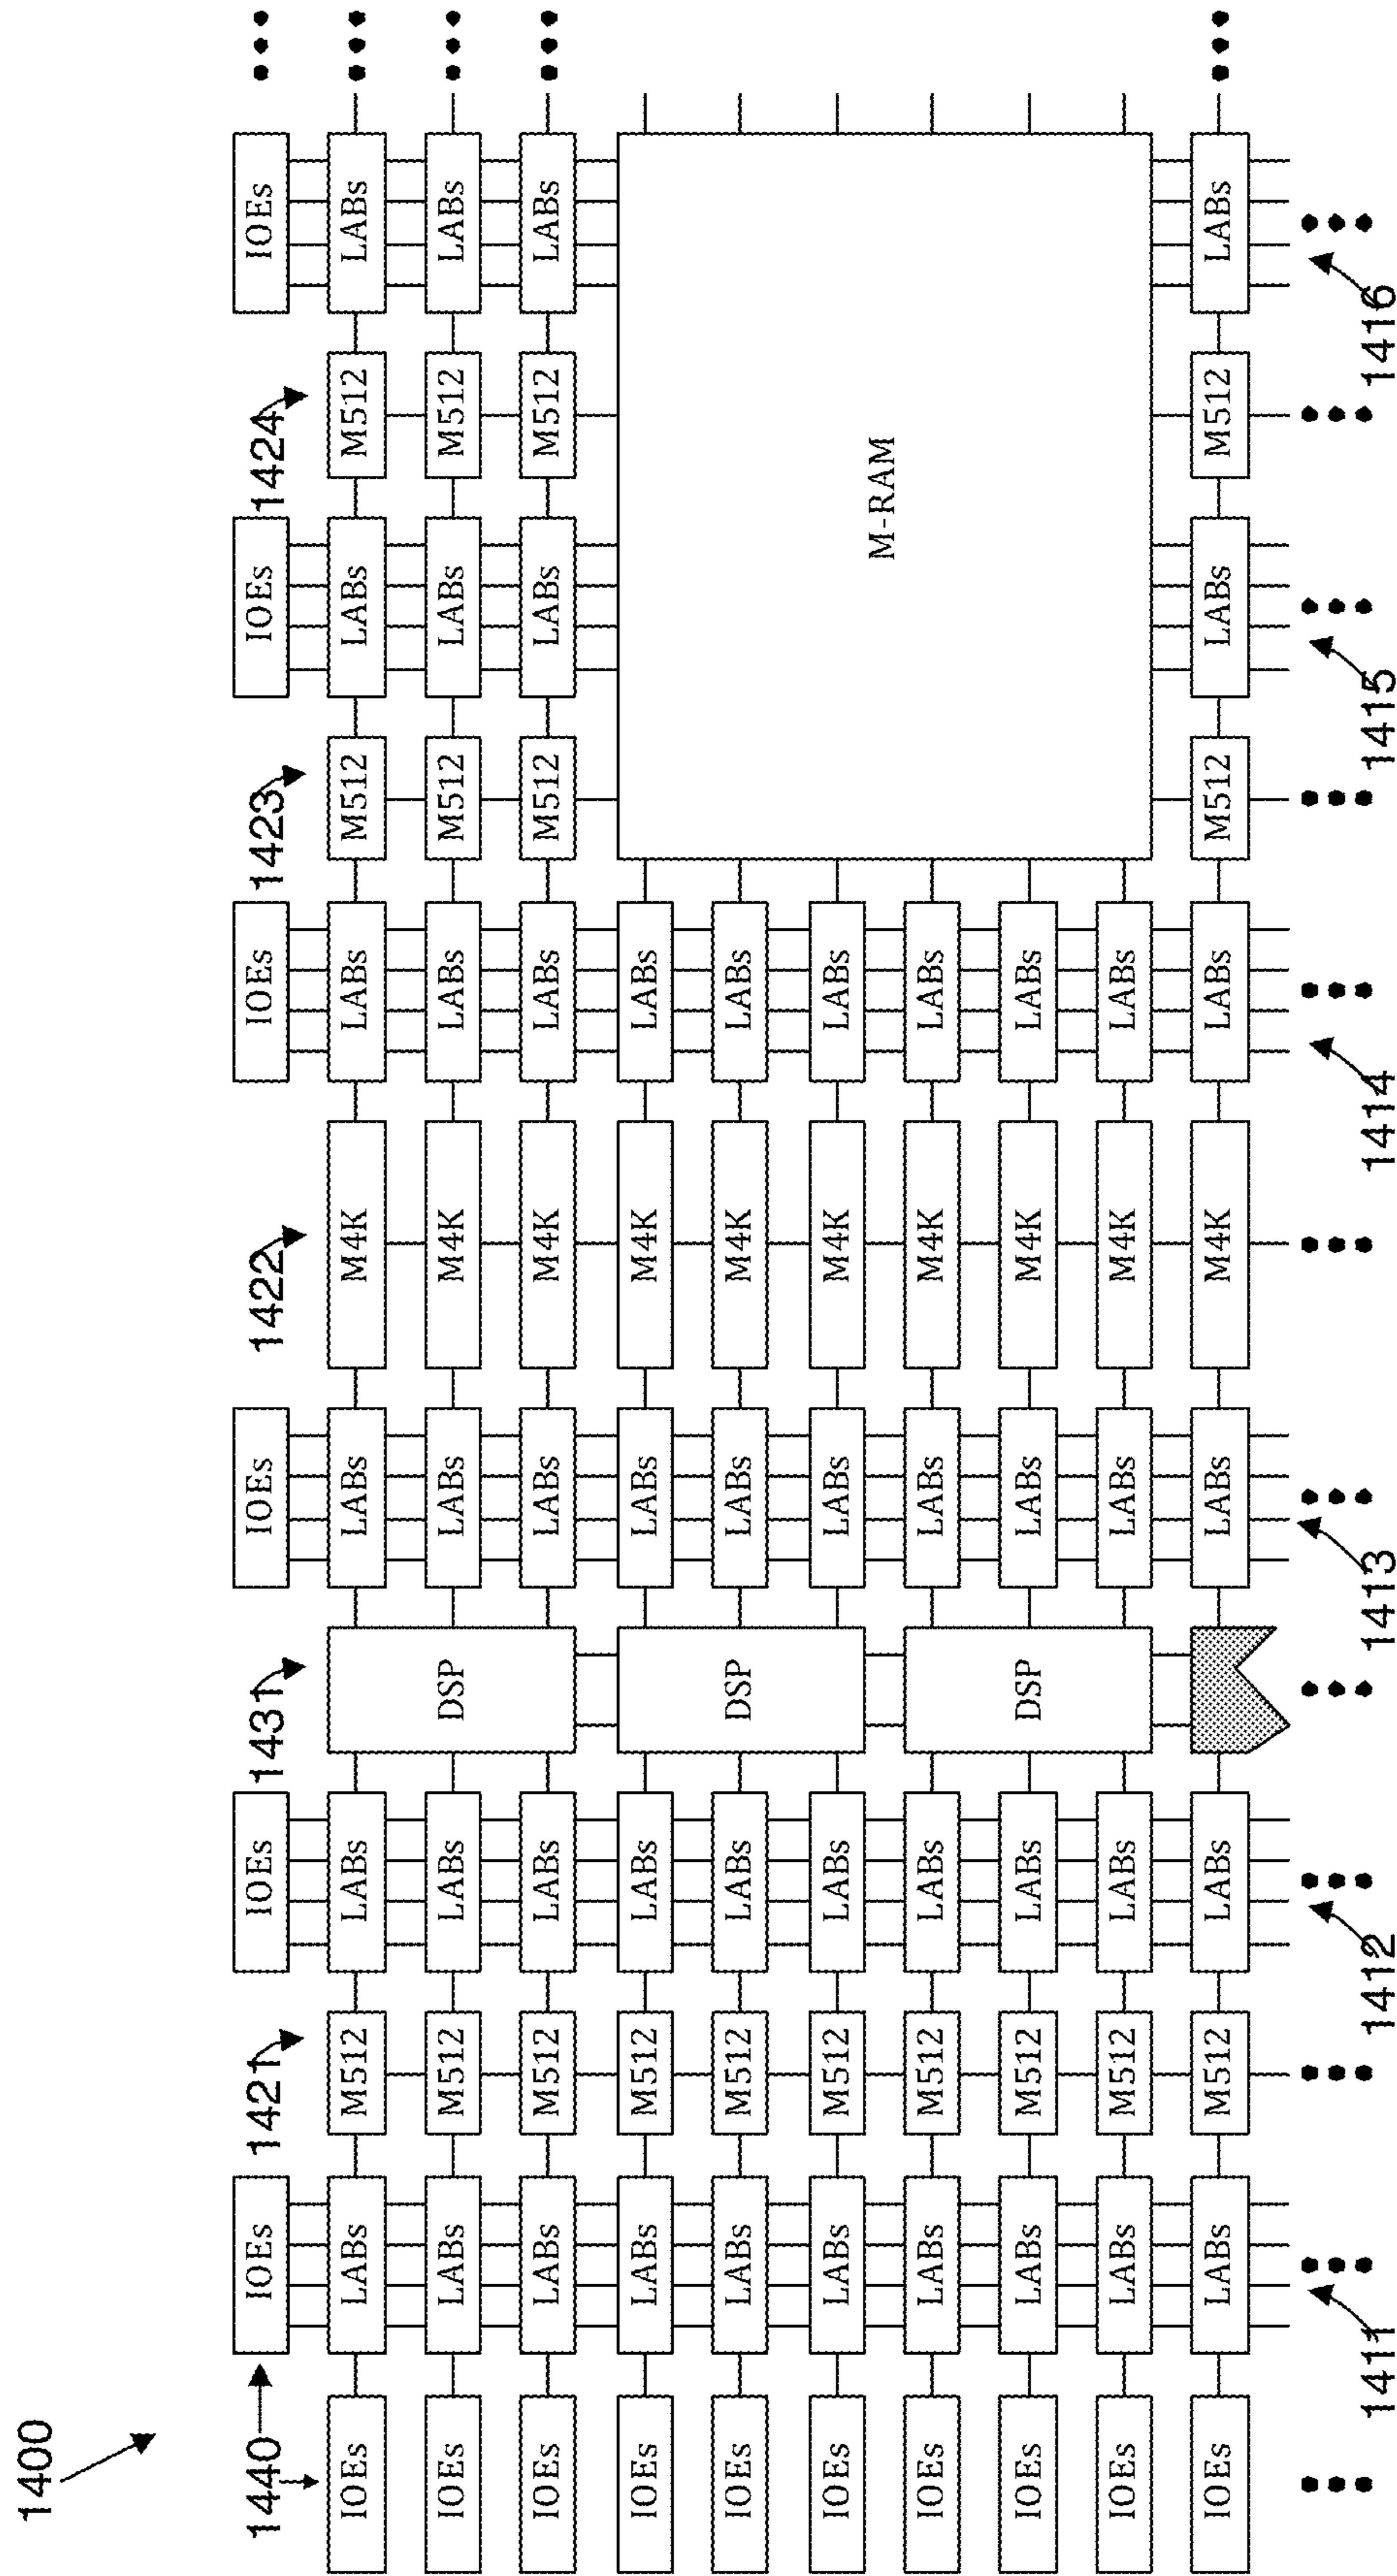 1400
1440 IOEs 1421 IOEs 1431 IOEs 1422 IOEs 1423 IOEs 1424 IOEs
IOEs LABs M512 LABs LABs M4K LABs M512 LABs M512 LABs
IOEs LABs M512 LABs DSP LABs M4K LABs M512 LABs M512 LABs
IOEs LABs M512 LABs LABs M4K LABs M512 LABs M512 LABs
IOEs LABs M512 LABs LABs M4K LABs
IOEs LABs M512 LABs DSP LABs M4K LABs
IOEs LABs M512 LABs LABs M4K LABs
M-RAM
IOEs LABs M512 LABs LABs M4K LABs
IOEs LABs M512 LABs DSP LABs M4K LABs
IOEs LABs M512 LABs LABs M4K LABs
IOEs LABs M512 LABs LABs M4K LABs M512 LABs M512 LABs
1411 1412 1413 1414 1415 1416